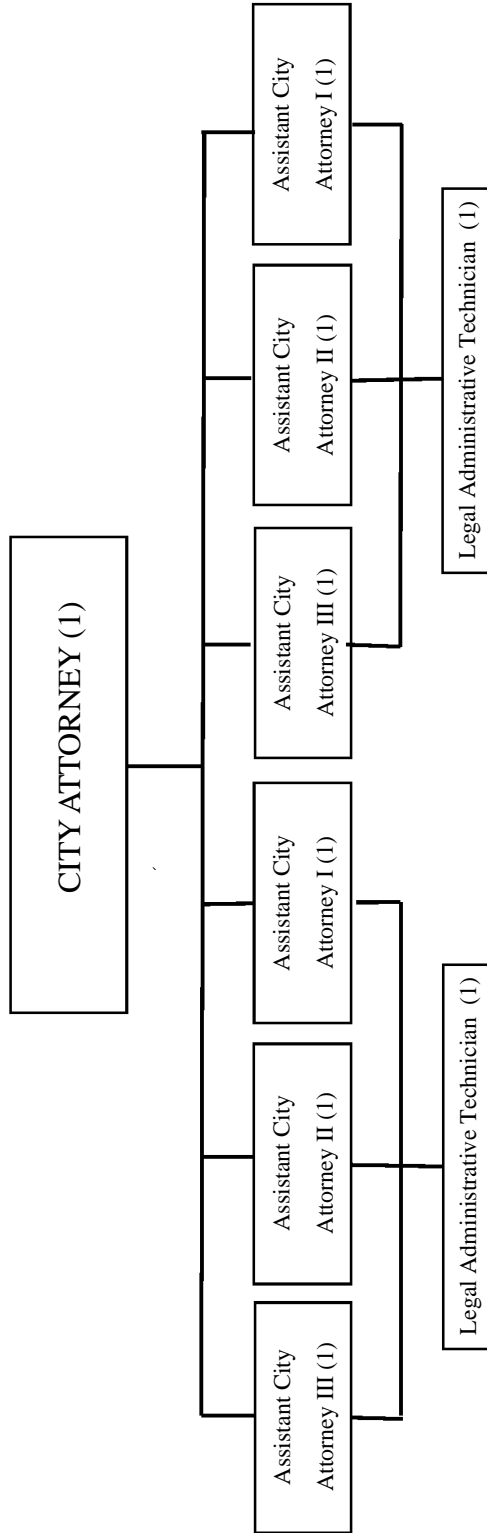 CITY ATTORNEY (1)
Assistant City
Attorney III (1)
Assistant City
Attorney II (1)
Assistant City
Attorney I (1)
Assistant City
Attorney III (1)
Assistant City
Attorney II (1)
Assistant City
Attorney I (1)
Legal Administrative Technician (1)
Legal Administrative Technician (1)